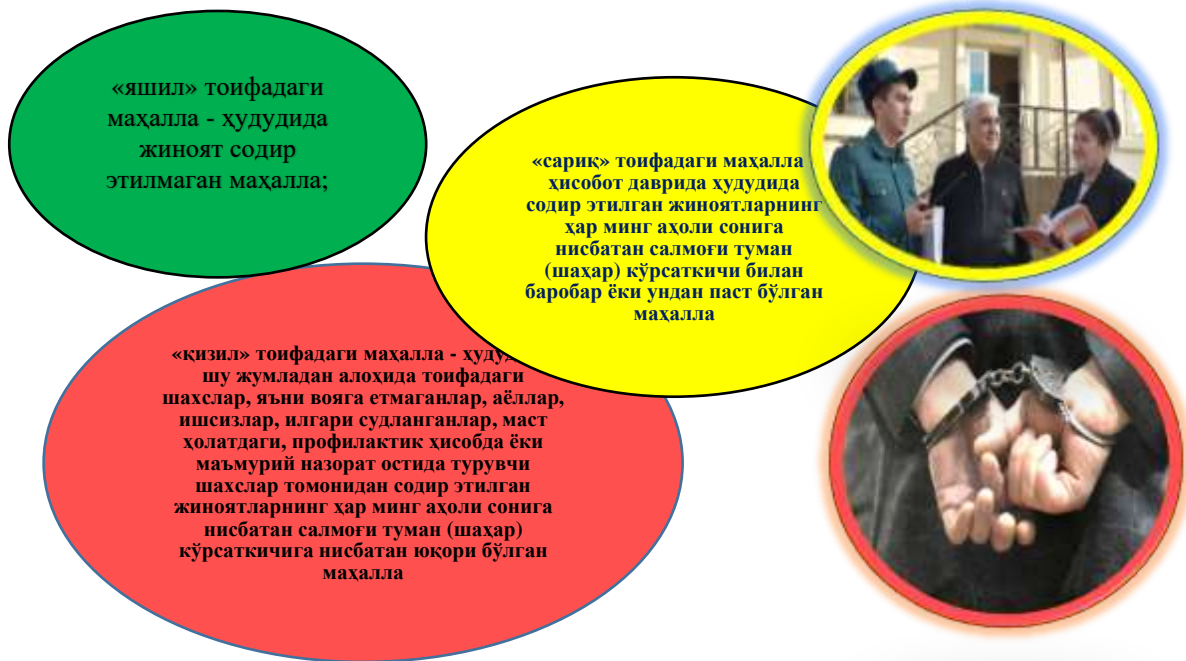 «яшил» тоифадаги
маҳалла - ҳудудида
жиноят содир
этилмаган маҳалла;
«сариқ» тоифадаги маҳалла
ҳисобот даврида ҳудудида
содир этилган жиноятларнинг
ҳар минг аҳоли сонига
нисбатан салмоғи туман
(шаҳар) кўрсаткичи билан
баробар ёки ундан паст бўлган
маҳалла
«қизил» тоифадаги маҳалла -
шу жумладан алоҳида тоифадаги
шахслар, яъни вояга етмаганлар, аёллар,
ишсизлар, илгари судланганлар, маст
ҳолатдаги, профилактик ҳисобда ёки
маъмурий назорат остида турувчи
шахслар томонидан содир этилган
жиноятларнинг ҳар минг аҳоли сонига
нисбатан салмоғи туман (шаҳар)
кўрсаткичига нисбатан юқори бўлган
маҳалла